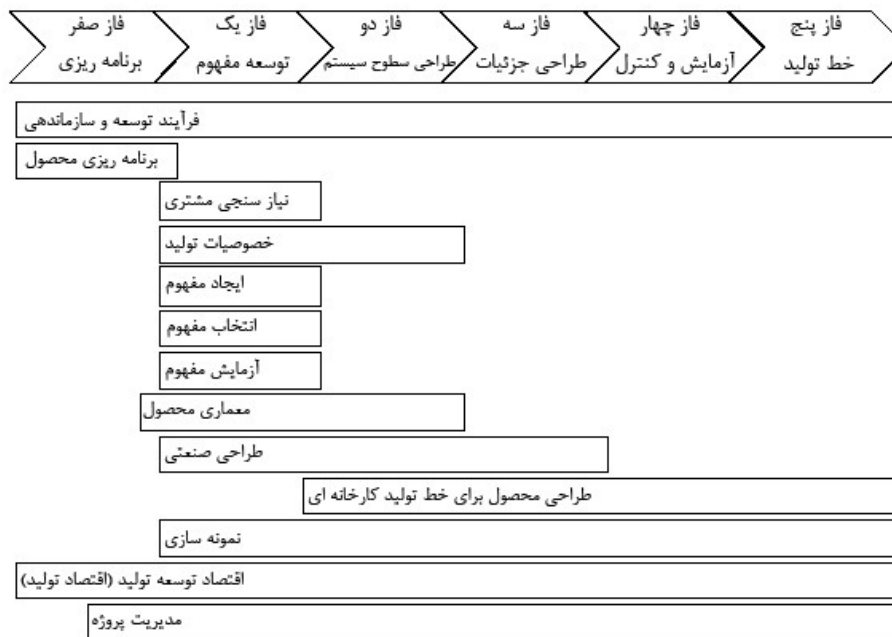 فاز صفر
برنامه ریزی
فاز یک
توسعه مفهوم
فاز دو
طراحی سطوح سیستم
فاز سه
طراحی جزئیات
فاز چهار
آزمایش و کنترل
فاز پنج
خط تولید
فرآیند توسعه و سازماندهی
برنامه ریزی محصول
نیاز سنجی مشتری
خصوصیات تولید
ایجاد مفهوم
انتخاب مفهوم
آزمایش مفهوم
معماری محصول
طراحی صنعتی
طراحی محصول برای خط تولید کارخانه ای
نمونه سازی
اقتصاد توسعه تولید (اقتصاد تولید)
مدیریت پروژه